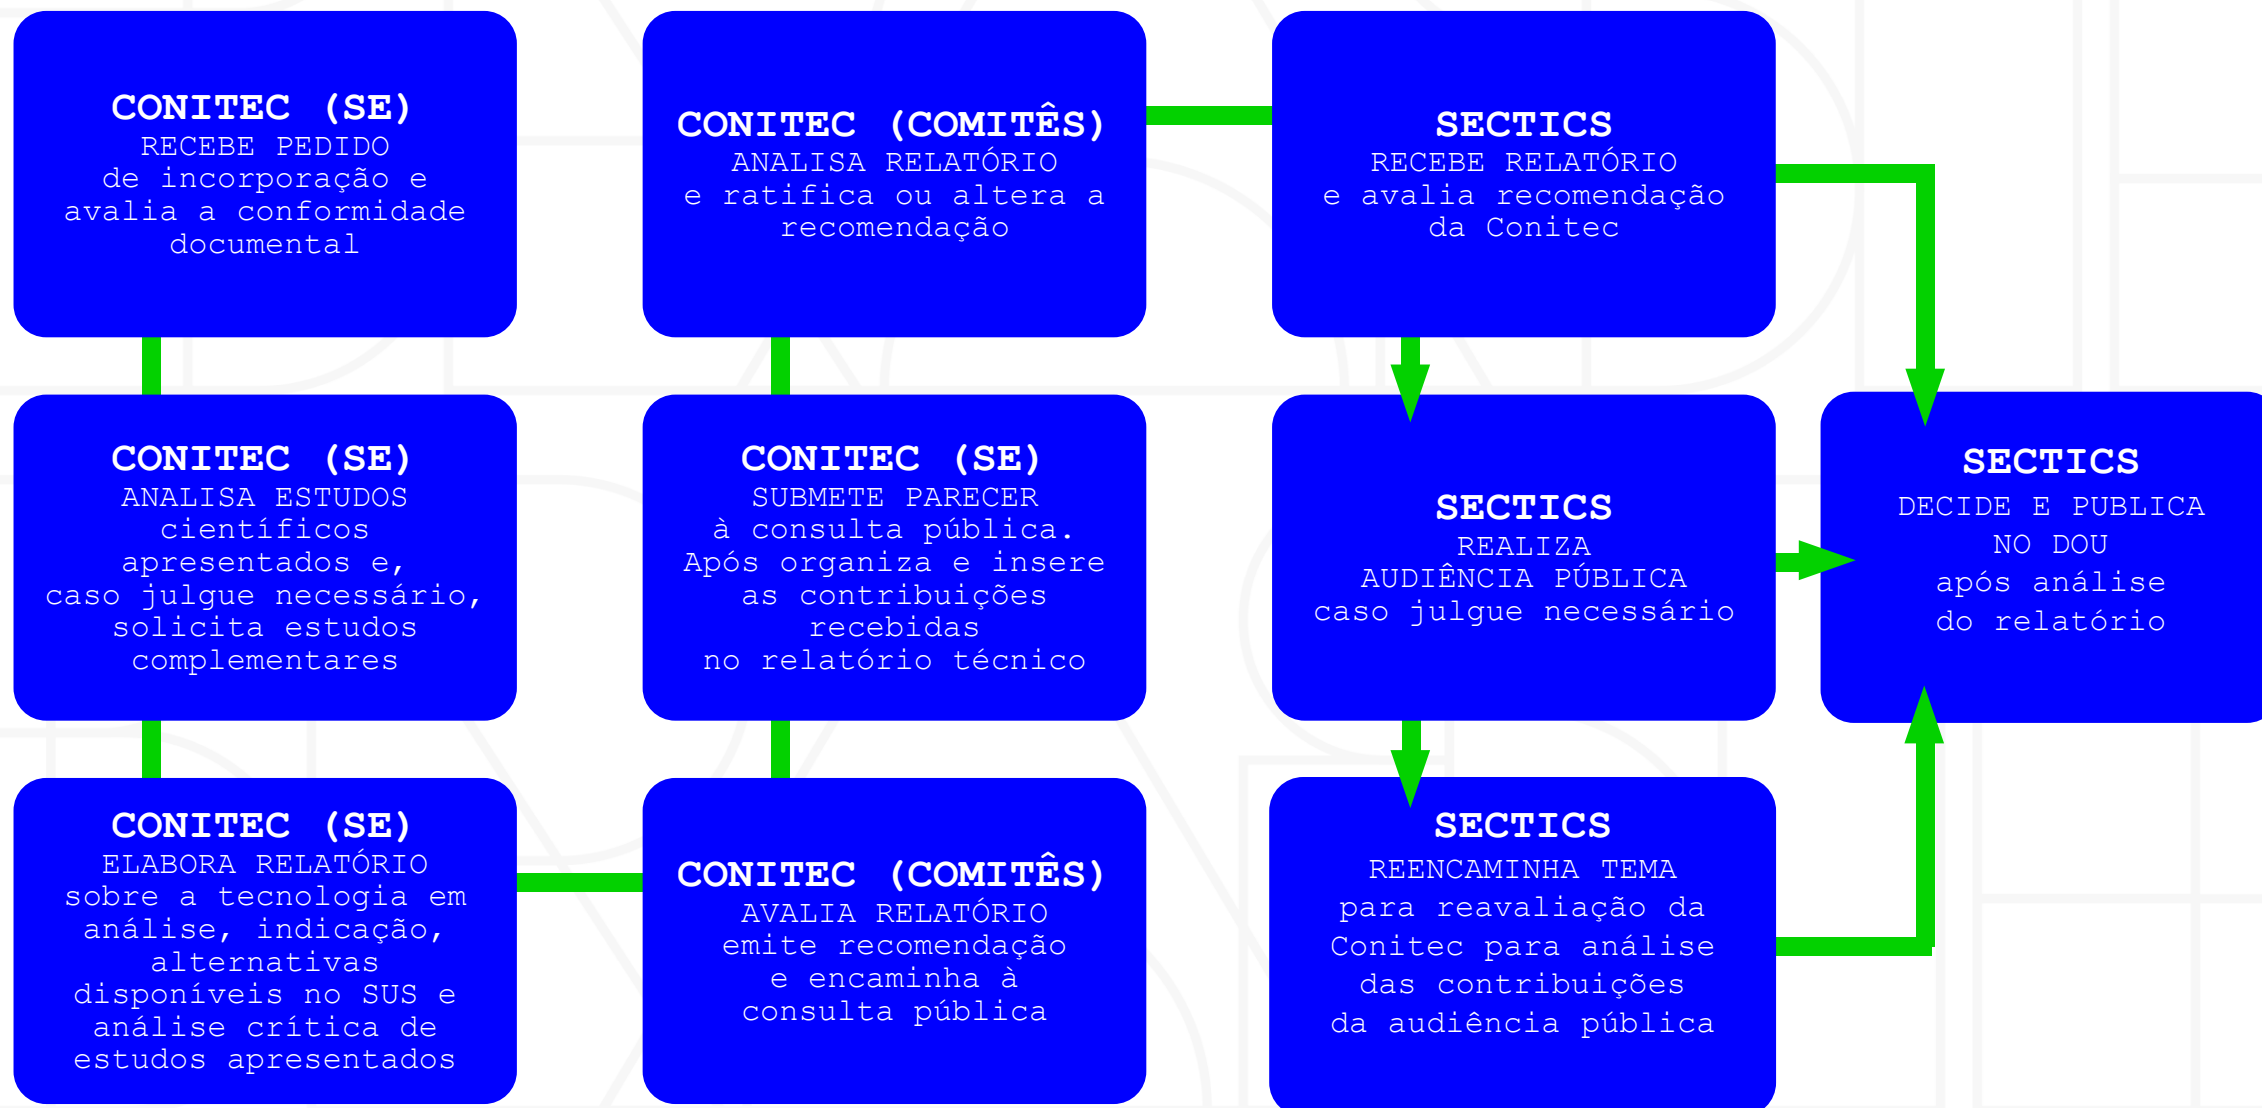 CONITEC (SE)
RECEBE PEDIDO
de incorporação e
avalia a conformidade
documental
CONITEC (SE)
ANALISA ESTUDOS
científicos
apresentados e,
caso julgue necessário,
solicita estudos
complementares
CONITEC (SE)
ELABORA RELATÓRIO
sobre a tecnologia em
análise, indicação,
alternativas
disponíveis no SUS e
análise crítica de
estudos apresentados
CONITEC (COMITÊS)
AVALIA RELATÓRIO
emite recomendação
e encaminha à
consulta pública
CONITEC (SE)
SUBMETE PARECER
à consulta pública.
Após organiza e insere
as contribuições
recebidas
no relatório técnico
CONITEC (COMITÊS)
ANALISA RELATÓRIO
e ratifica ou altera a
recomendação
SECTICS
RECEBE RELATÓRIO
e avalia recomendação
da Conitec
SECTICS
REALIZA
AUDIÊNCIA PÚBLICA
caso julgue necessário
SECTICS
REENCAMINHA TEMA
para reavaliação da
Conitec para análise
das contribuições
da audiência pública
SECTICS
DECIDE E PUBLICA
NO DOU
após análise
do relatório